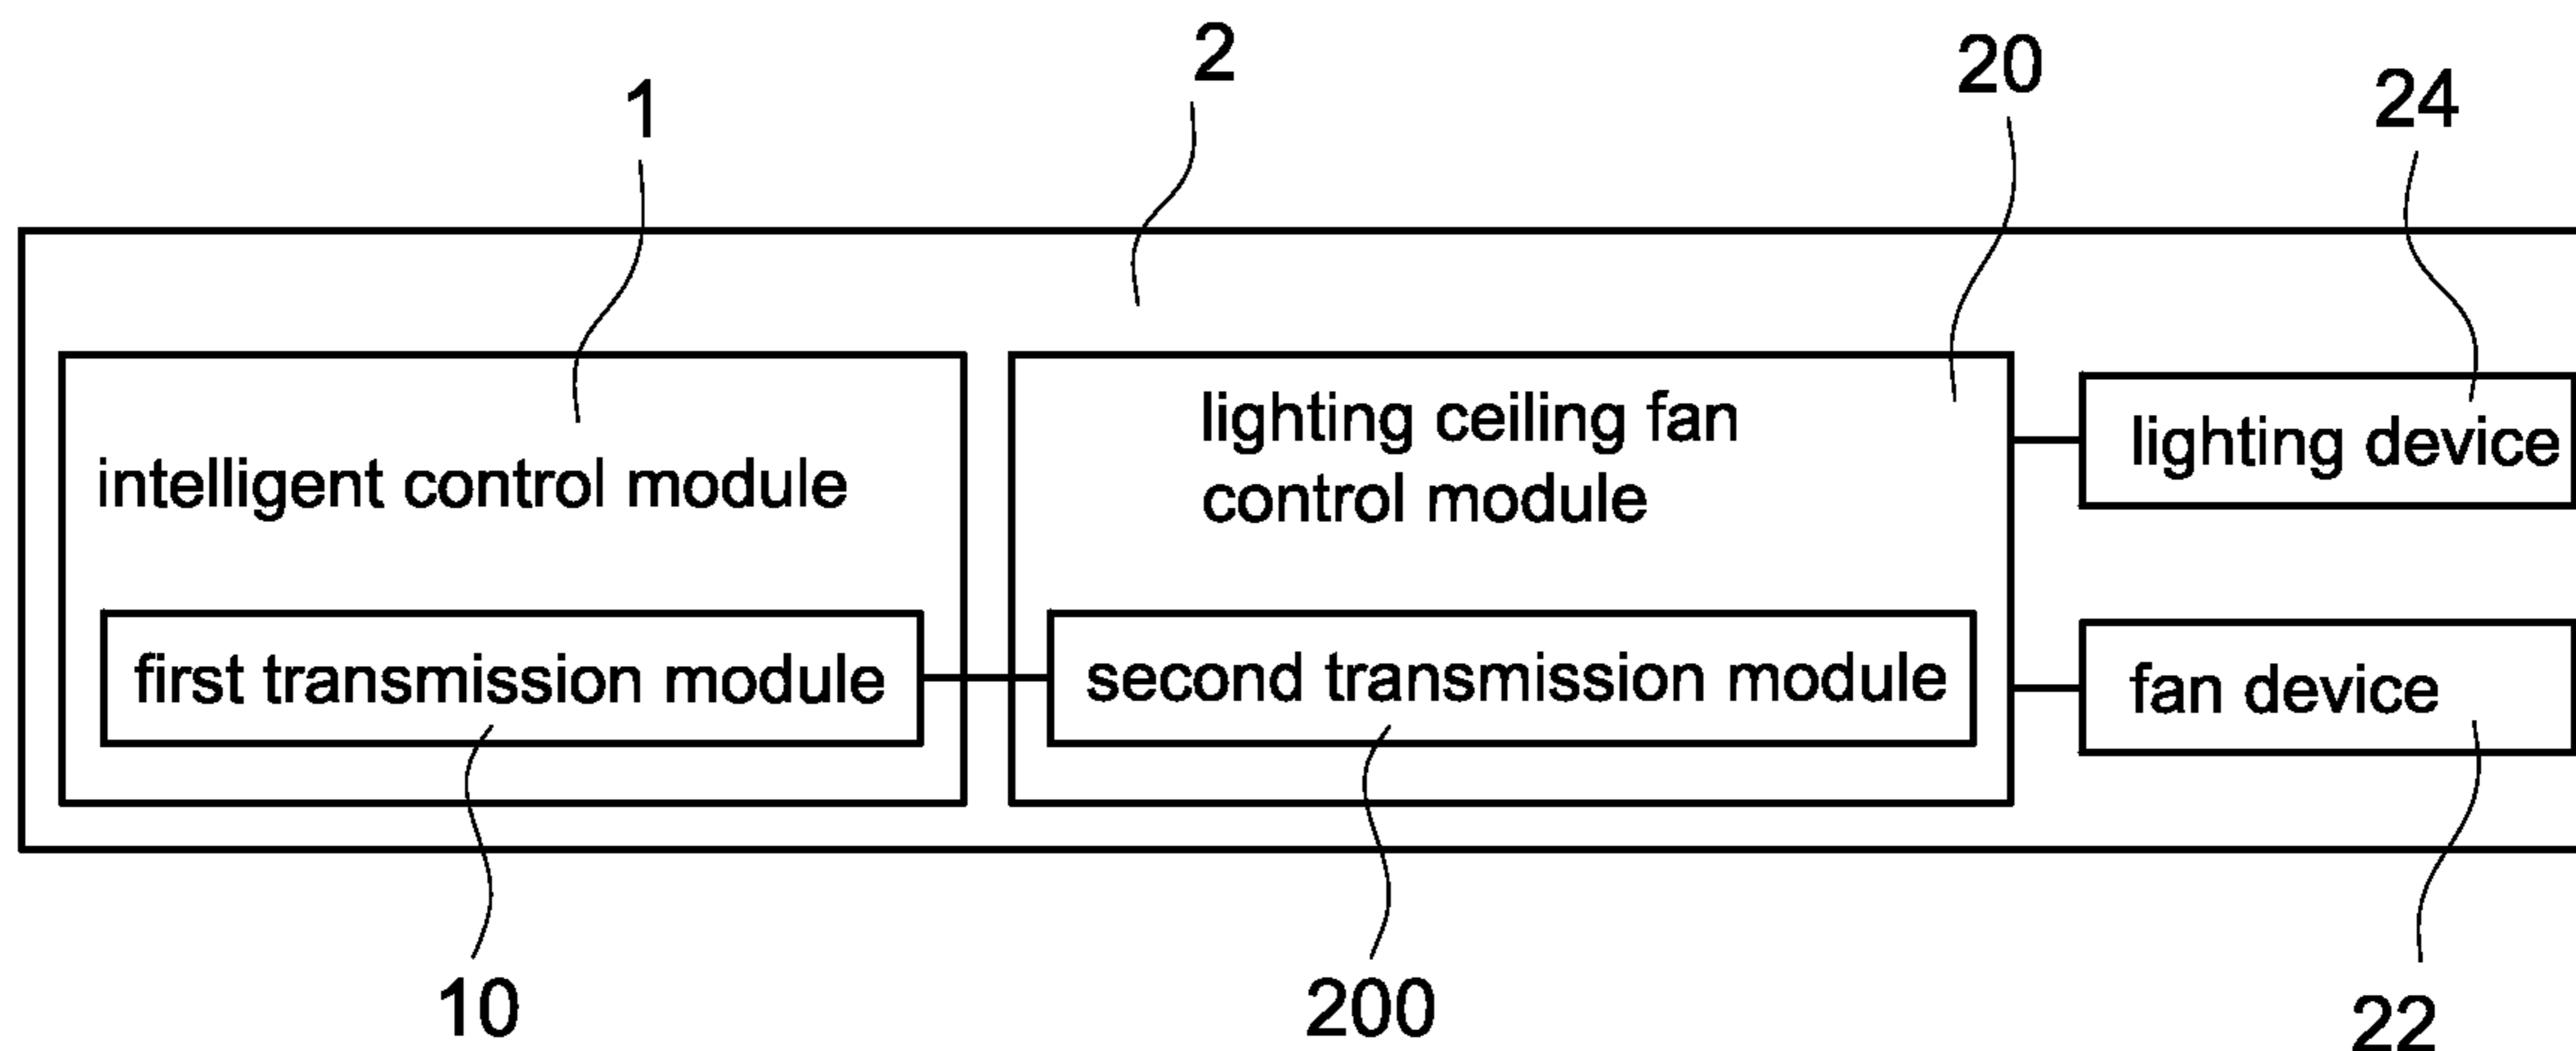 1
2
20
24
intelligent control module
lighting ceiling fan
control module
lighting device
first transmission module
second transmission module
fan device
10
200
22